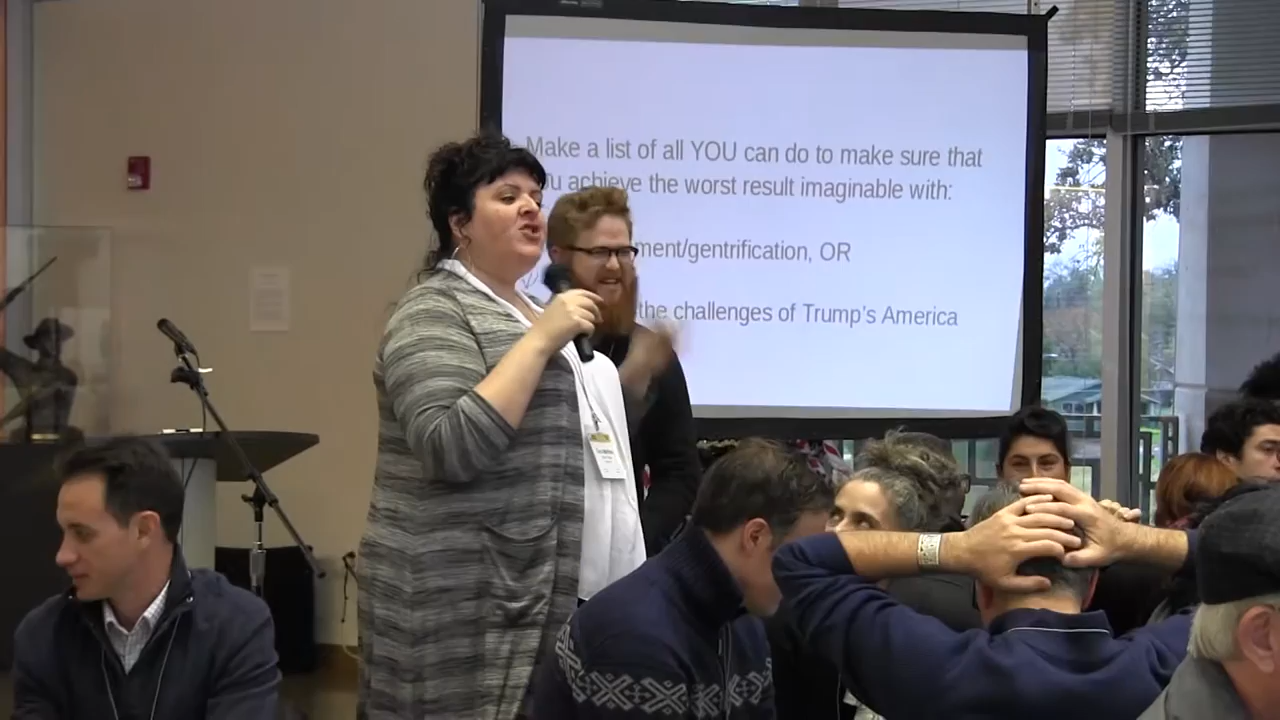 Make a list of all YOU can do to make sure that
achieve the worst result imaginable with:
ment/gentrification, OR
the challenges of Trump's America